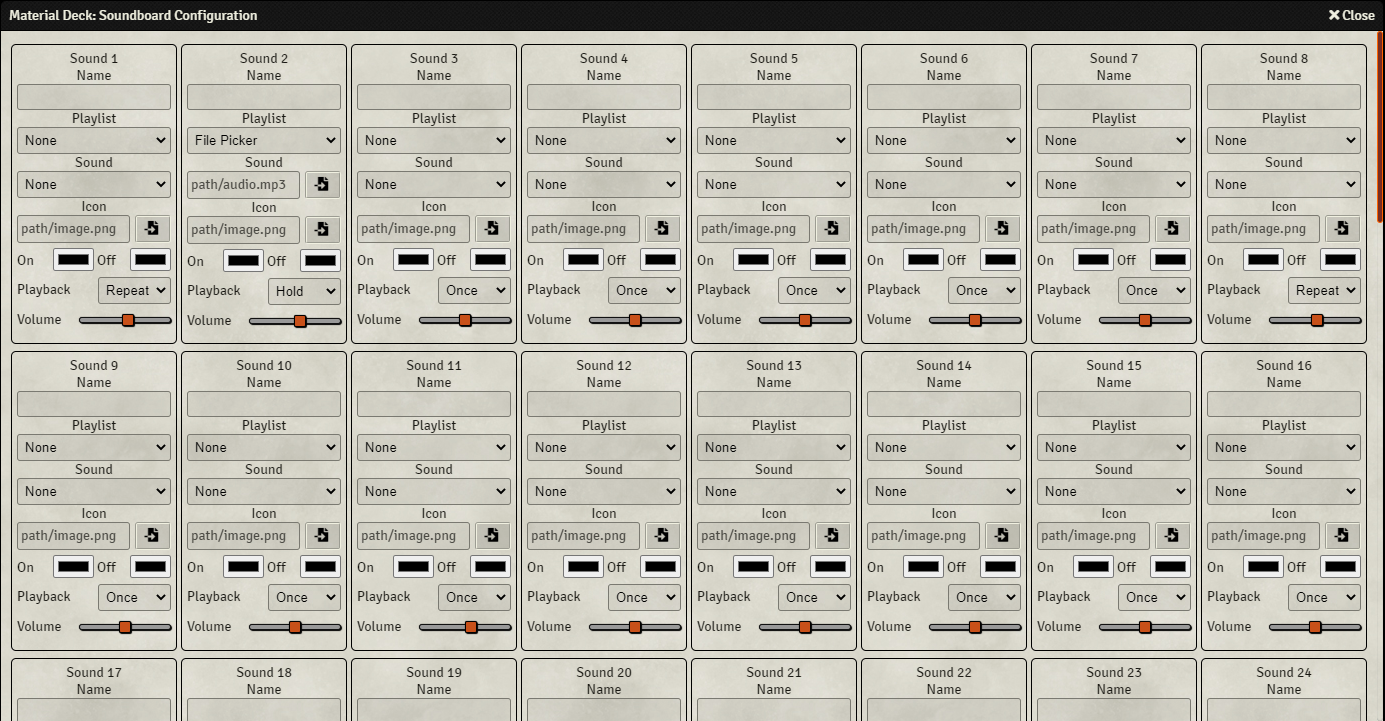 Material Deck: Soundboard Configuration Close
Sound 1 Sound 2 Sound 3 Sound 4 Sound 5 Sound 6 Sound 7 Sound 8
Name Name Name Name Name Name Name Name
Playlist Playlist Playlist Playlist Playlist Playlist Playlist Playlist
None File Picker None None None None None None
Sound Sound Sound Sound Sound Sound Sound Sound
None path/audio.mp3 None None None None None None
Icon Icon Icon Icon Icon Icon Icon Icon
path/image.png path/image.png path/image.png path/image.png path/image.png path/image.png path/image.png path/image.png
On Off On Off On Off On Off On Off On Off On Off On Off
Playback Repeat Playback Hold Playback Once Playback Once Playback Once Playback Once Playback Once Playback Repeat
Volume Volume Volume Volume Volume Volume Volume Volume
Sound 9 Sound 10 Sound 11 Sound 12 Sound 13 Sound 14 Sound 15 Sound 16
Name Name Name Name Name Name Name Name
Playlist Playlist Playlist Playlist Playlist Playlist Playlist Playlist
None None None None None None None None
Sound Sound Sound Sound Sound Sound Sound Sound
None None None None None None None None
Icon Icon Icon Icon Icon Icon Icon Icon
path/image.png path/image.png path/image.png path/image.png path/image.png path/image.png path/image.png path/image.png
On Off On Off On Off On Off On Off On Off On Off On Off
Playback Once Playback Once Playback Once Playback Once Playback Once Playback Once Playback Once Playback Once
Volume Volume Volume Volume Volume Volume Volume Volume
Sound 17 Sound 18 Sound 19 Sound 20 Sound 21 Sound 22 Sound 23 Sound 24
Name Name Name Name Name Name Name Name